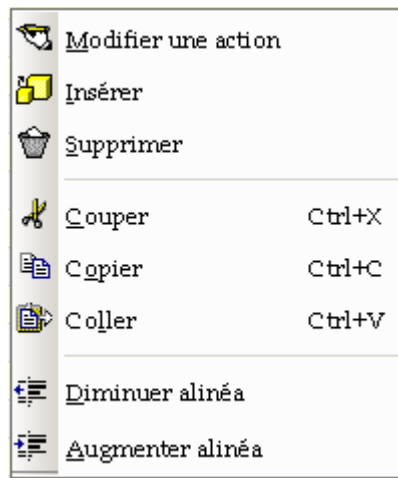 Modifier une action
Insérer
Supprimer
Couper Ctrl+X
Copier Ctrl+C
Coller Ctrl+V
Diminuer alinéa
Augmenter alinéa